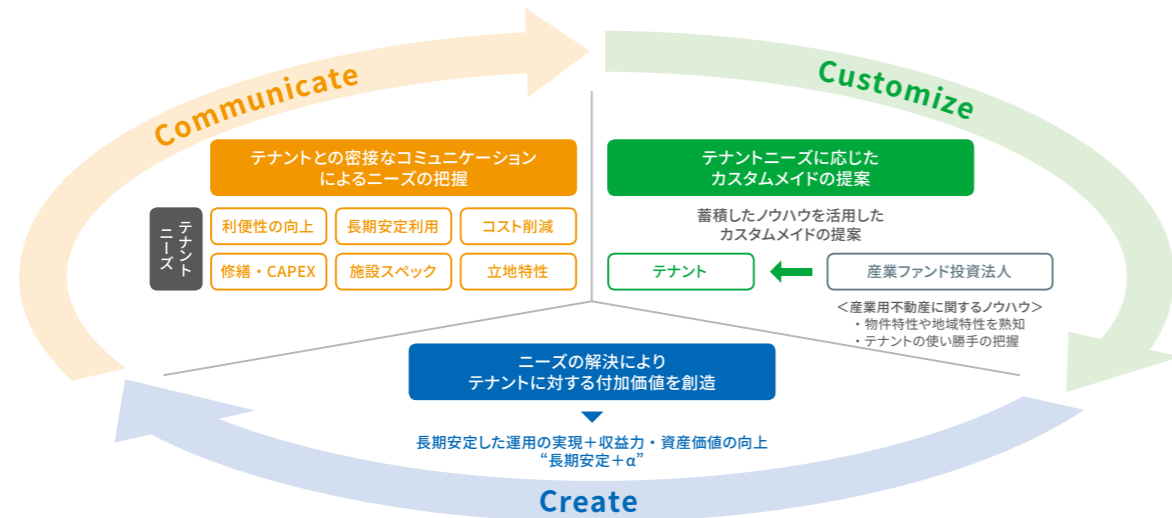 Communicate
テナントとの密接なコミュニケーション
によるニーズの把握
テナント
ニーズ
利便性の向上
長期安定利用
コスト削減
修繕・CAPEX
施設スペック
立地特性
Customize
テナントニーズに応じた
カスタムメイドの提案
蓄積したノウハウを活用した
カスタムメイドの提案
テナント
産業ファンド投資法人
＜産業用不動産に関するノウハウ＞
・物件特性や地域特性を熟知
・テナントの使い勝手の把握
ニーズの解決により
テナントに対する付加価値を創造
長期安定した運用の実現＋収益力・資産価値の向上
“長期安定＋α”
Create